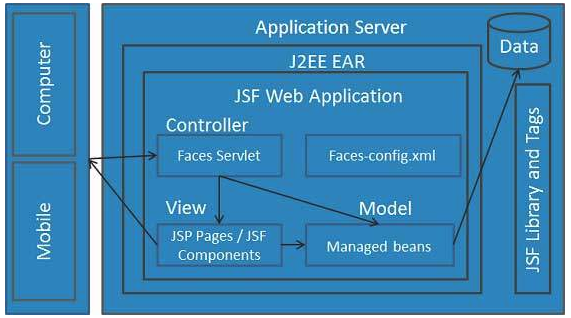 Computer
Mobile
Application Server
Data
J2EE EAR
JSF Web Application
Controller
Faces Servlet
Faces-config.xml
View
Model
JSP Pages / JSF
Components
Managed beans
JSF Library and Tags